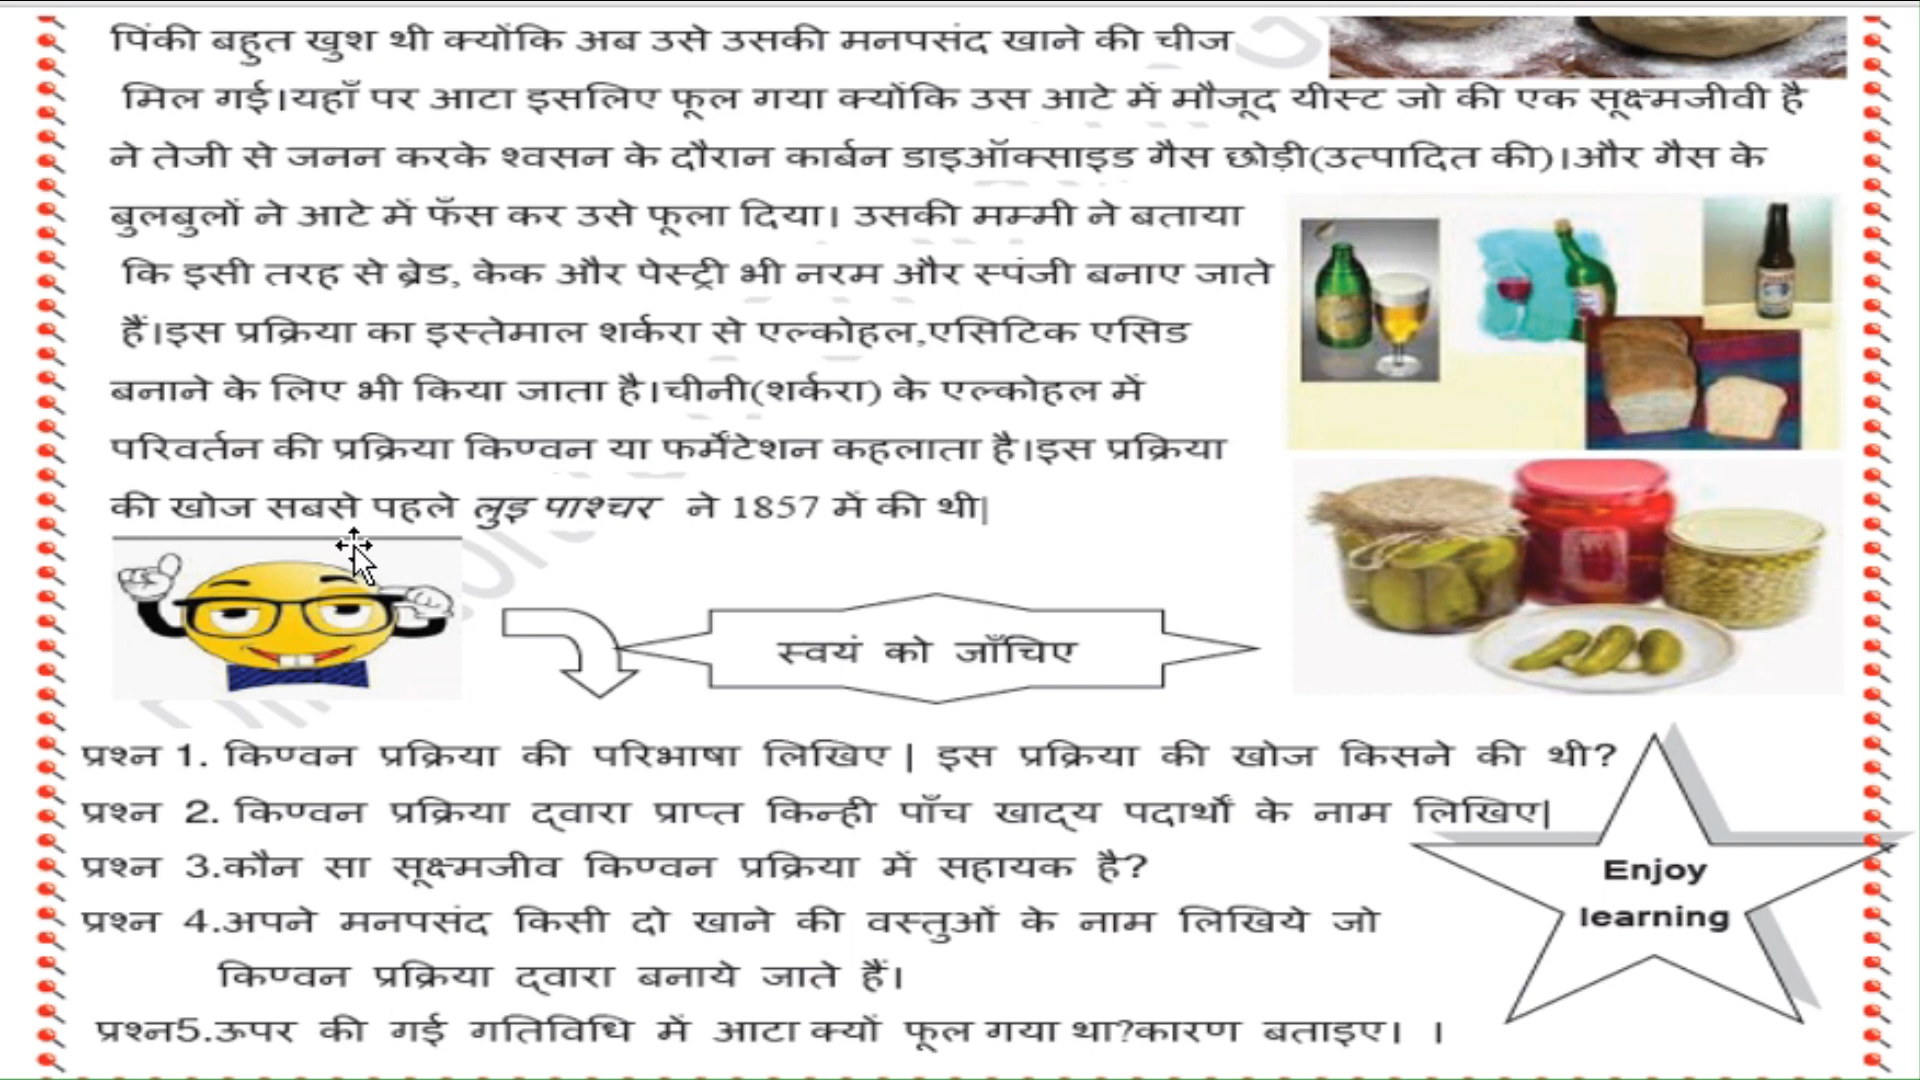 पिंकी बहुत खुश थी क्योंकि अब उसे उसकी मनपसंद खाने की चीज
मिल गई।यहाँ पर आटा इसलिए फूल गया क्योंकि उस आटे में मौजूद यीस्ट जो की एक सूक्ष्मजीवी है
ने तेजी से जनन करके श्वसन के दौरान कार्बन डाइऑक्साइड गैस छोड़ी(उत्पादित की)।और गैस के
बुलबुलों ने आटे में फँस कर उसे फूला दिया। उसकी मम्मी ने बताया
कि इसी तरह से ब्रेड, केक और पेस्ट्री भी नरम और स्पंजी बनाए जाते
हैं।इस प्रक्रिया का इस्तेमाल शर्करा से एल्कोहल,एसिटिक एसिड
बनाने के लिए भी किया जाता है।चीनी(शर्करा) के एल्कोहल में
परिवर्तन की प्रक्रिया किण्वन या फर्मेंटेशन कहलाता है।इस प्रक्रिया
की खोज सबसे पहले लुइ पाश्चर ने 1857 में की थी|
स्वयं को जाँचिए
प्रश्न 1. किण्वन प्रक्रिया की परिभाषा लिखिए | इस प्रक्रिया की खोज किसने की थी?
प्रश्न 2. किण्वन प्रक्रिया द्वारा प्राप्त किन्ही पाँच खाद्य पदार्थों के नाम लिखिए|
प्रश्न 3.कौन सा सूक्ष्मजीव किण्वन प्रक्रिया में सहायक है?
प्रश्न 4.अपने मनपसंद किसी दो खाने की वस्तुओं के नाम लिखिये जो
किण्वन प्रक्रिया द्वारा बनाये जाते हैं।
प्रश्न5.ऊपर की गई गतिविधि में आटा क्यों फूल गया था?कारण बताइए। ।
Enjoy
learning